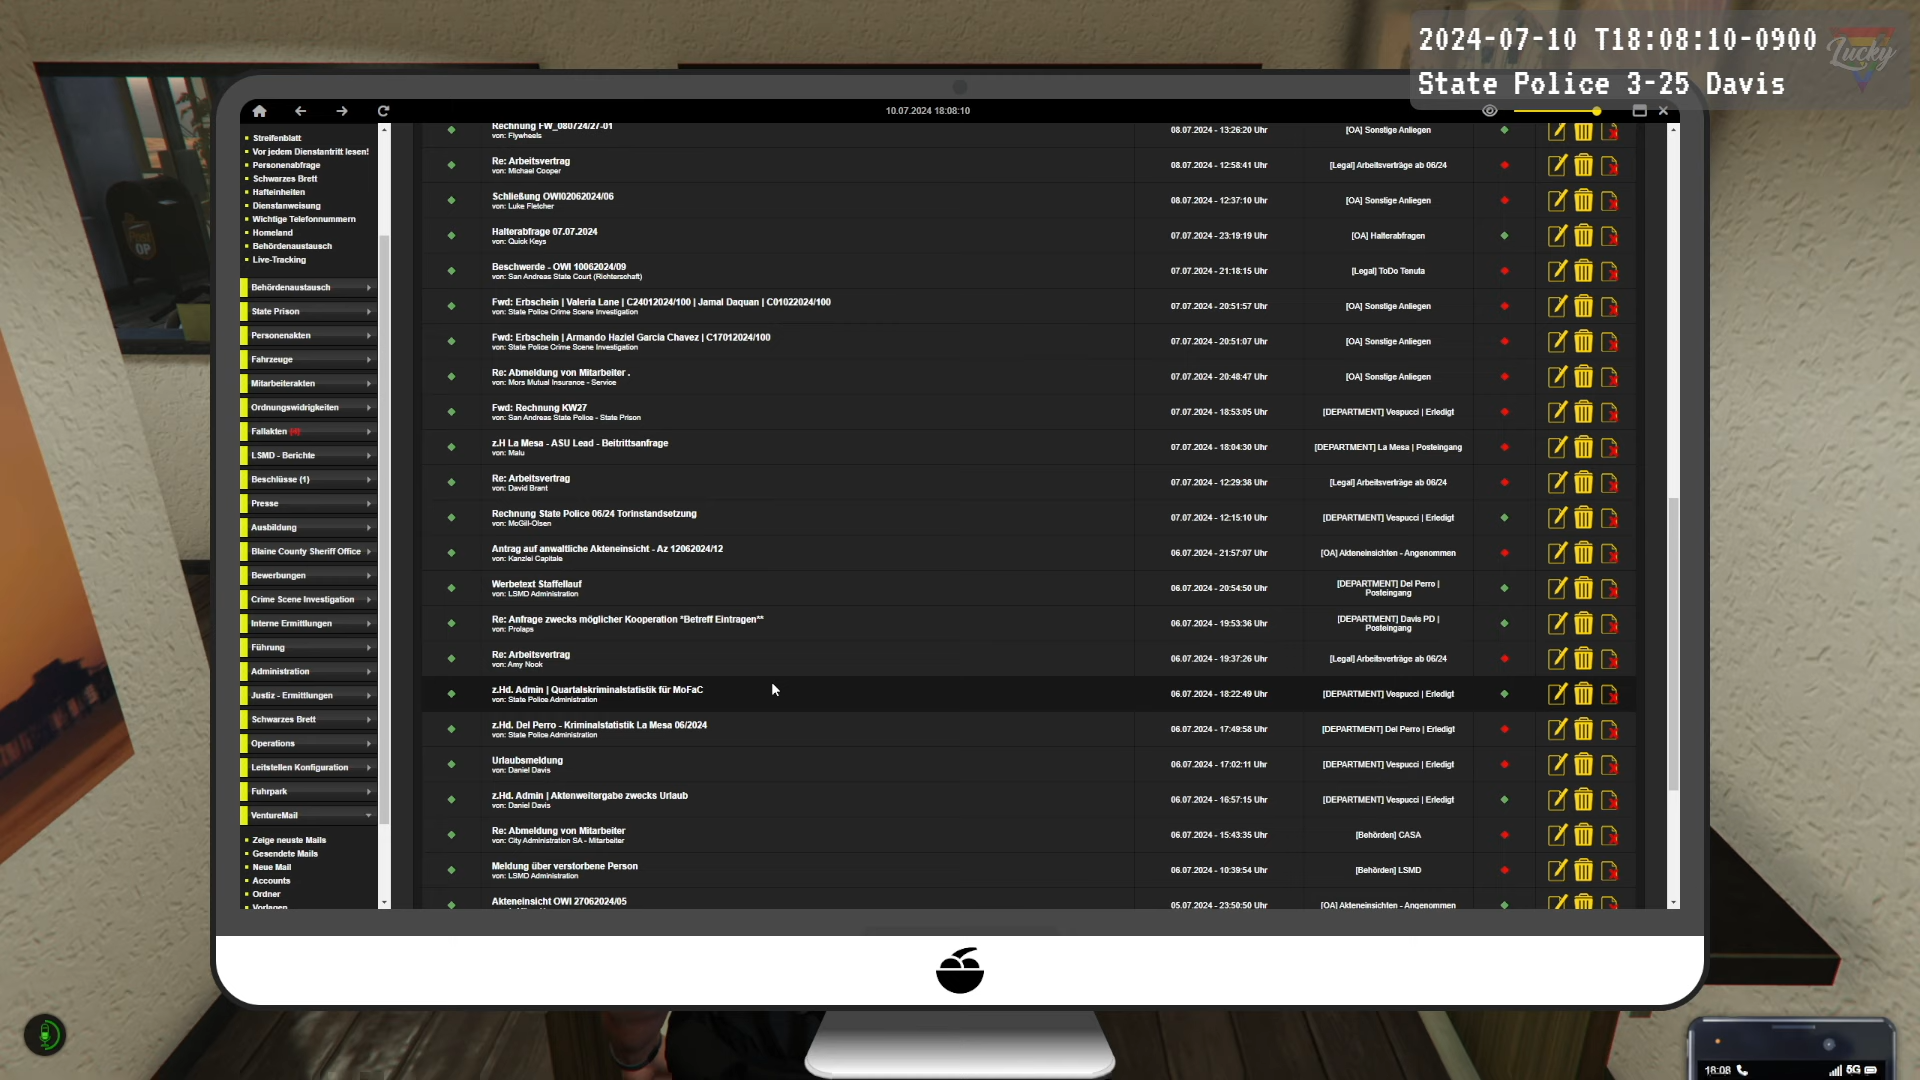 2024-07-10 T18:08:10-0900
State Police 3-25 Davis
Lucky
10.07.2024 18:08:10
Streifenblatt
Vor jedem Dienstantritt lesen!
Personenabfrage
Schwarzes Brett
Hafteinheiten
Dienstanweisung
Wichtige Telefonnummern
Homeland
Behördenaustausch
Live-Tracking
Behördenaustausch
State Prison
Personenakten
Fahrzeuge
Mitarbeiterakten
Ordnungswidrigkeiten
Fallakten
LSMD - Berichte
Beschlüsse (1)
Presse
Ausbildung
Blaine County Sheriff Office
Bewerbungen
Crime Scene Investigation
Interne Ermittlungen
Führung
Administration
Justiz - Ermittlungen
Schwarzes Brett
Operations
Leitstellen Konfiguration
Fuhrpark
VentureMail
Zeige neuste Mails
Gesendete Mails
Neue Mail
Accounts
Ordner
Vorlagen
Rechnung FW_080724/27-01
von: Flywheels
08.07.2024 - 13:26:20 Uhr
[OA] Sonstige Anliegen
Re: Arbeitsvertrag
von: Michael Cooper
08.07.2024 - 12:58:41 Uhr
[Legal] Arbeitsverträge ab 06/24
Schließung OWI02062024/06
von: Luke Fletcher
08.07.2024 - 12:37:10 Uhr
[OA] Sonstige Anliegen
Halterabfrage 07.07.2024
von: Quick Keys
07.07.2024 - 23:19:19 Uhr
[OA] Halterabfragen
Beschwerde - OWI 10062024/09
von: San Andreas State Court (Richterschaft)
07.07.2024 - 21:18:15 Uhr
[Legal] ToDo Tenuta
Fwd: Erbschein | Valeria Lane | C24012024/100 | Jamal Daquan | C01022024/100
von: State Police Crime Scene Investigation
07.07.2024 - 20:51:57 Uhr
[OA] Sonstige Anliegen
Fwd: Erbschein | Armando Haziel Garcia Chavez | C17012024/100
von: State Police Crime Scene Investigation
07.07.2024 - 20:51:07 Uhr
[OA] Sonstige Anliegen
Re: Abmeldung von Mitarbeiter .
von: Mors Mutual Insurance - Service
07.07.2024 - 20:48:47 Uhr
[OA] Sonstige Anliegen
Fwd: Rechnung KW27
von: San Andreas State Police - State Prison
07.07.2024 - 18:53:05 Uhr
[DEPARTMENT] Vespucci | Erledigt
z.H La Mesa - ASU Lead - Beitrittsanfrage
von: Malu
07.07.2024 - 18:04:30 Uhr
[DEPARTMENT] La Mesa | Posteingang
Re: Arbeitsvertrag
von: David Brant
07.07.2024 - 12:29:38 Uhr
[Legal] Arbeitsverträge ab 06/24
Rechnung State Police 06/24 Torinstandsetzung
von: McGill-Olsen
07.07.2024 - 12:15:10 Uhr
[DEPARTMENT] Vespucci | Erledigt
Antrag auf anwaltliche Akteneinsicht - Az 12062024/12
von: Kanzlei Capitale
06.07.2024 - 21:57:07 Uhr
[OA] Akteneinsichten - Angenommen
Werbetext Staffellauf
von: LSMD Administration
06.07.2024 - 20:54:50 Uhr
[DEPARTMENT] Del Perro |
Posteingang
Re: Anfrage zwecks möglicher Kooperation *Betreff Eintragen**
von: Prolaps
06.07.2024 - 19:53:36 Uhr
[DEPARTMENT] Davis PD |
Posteingang
Re: Arbeitsvertrag
von: Amy Nook
06.07.2024 - 19:37:26 Uhr
[Legal] Arbeitsverträge ab 06/24
z.Hd. Admin | Quartalskriminalstatistik für MoFaC
von: State Police Administration
06.07.2024 - 18:22:49 Uhr
[DEPARTMENT] Vespucci | Erledigt
z.Hd. Del Perro - Kriminalstatistik La Mesa 06/2024
von: State Police Administration
06.07.2024 - 17:49:58 Uhr
[DEPARTMENT] Del Perro | Erledigt
Urlaubsmeldung
von: Daniel Davis
06.07.2024 - 17:02:11 Uhr
[DEPARTMENT] Vespucci | Erledigt
z.Hd. Admin | Aktenweitergabe zwecks Urlaub
von: Daniel Davis
06.07.2024 - 16:57:15 Uhr
[DEPARTMENT] Vespucci | Erledigt
Re: Abmeldung von Mitarbeiter
von: City Administration SA - Mitarbeiter
06.07.2024 - 15:43:35 Uhr
[Behörden] CASA
Meldung über verstorbene Person
von: LSMD Administration
06.07.2024 - 10:39:54 Uhr
[Behörden] LSMD
Akteneinsicht OWI 27062024/05
05.07.2024 - 23:50:50 Uhr
[OA] Akteneinsichten - Angenommen
OP
18:08
5G